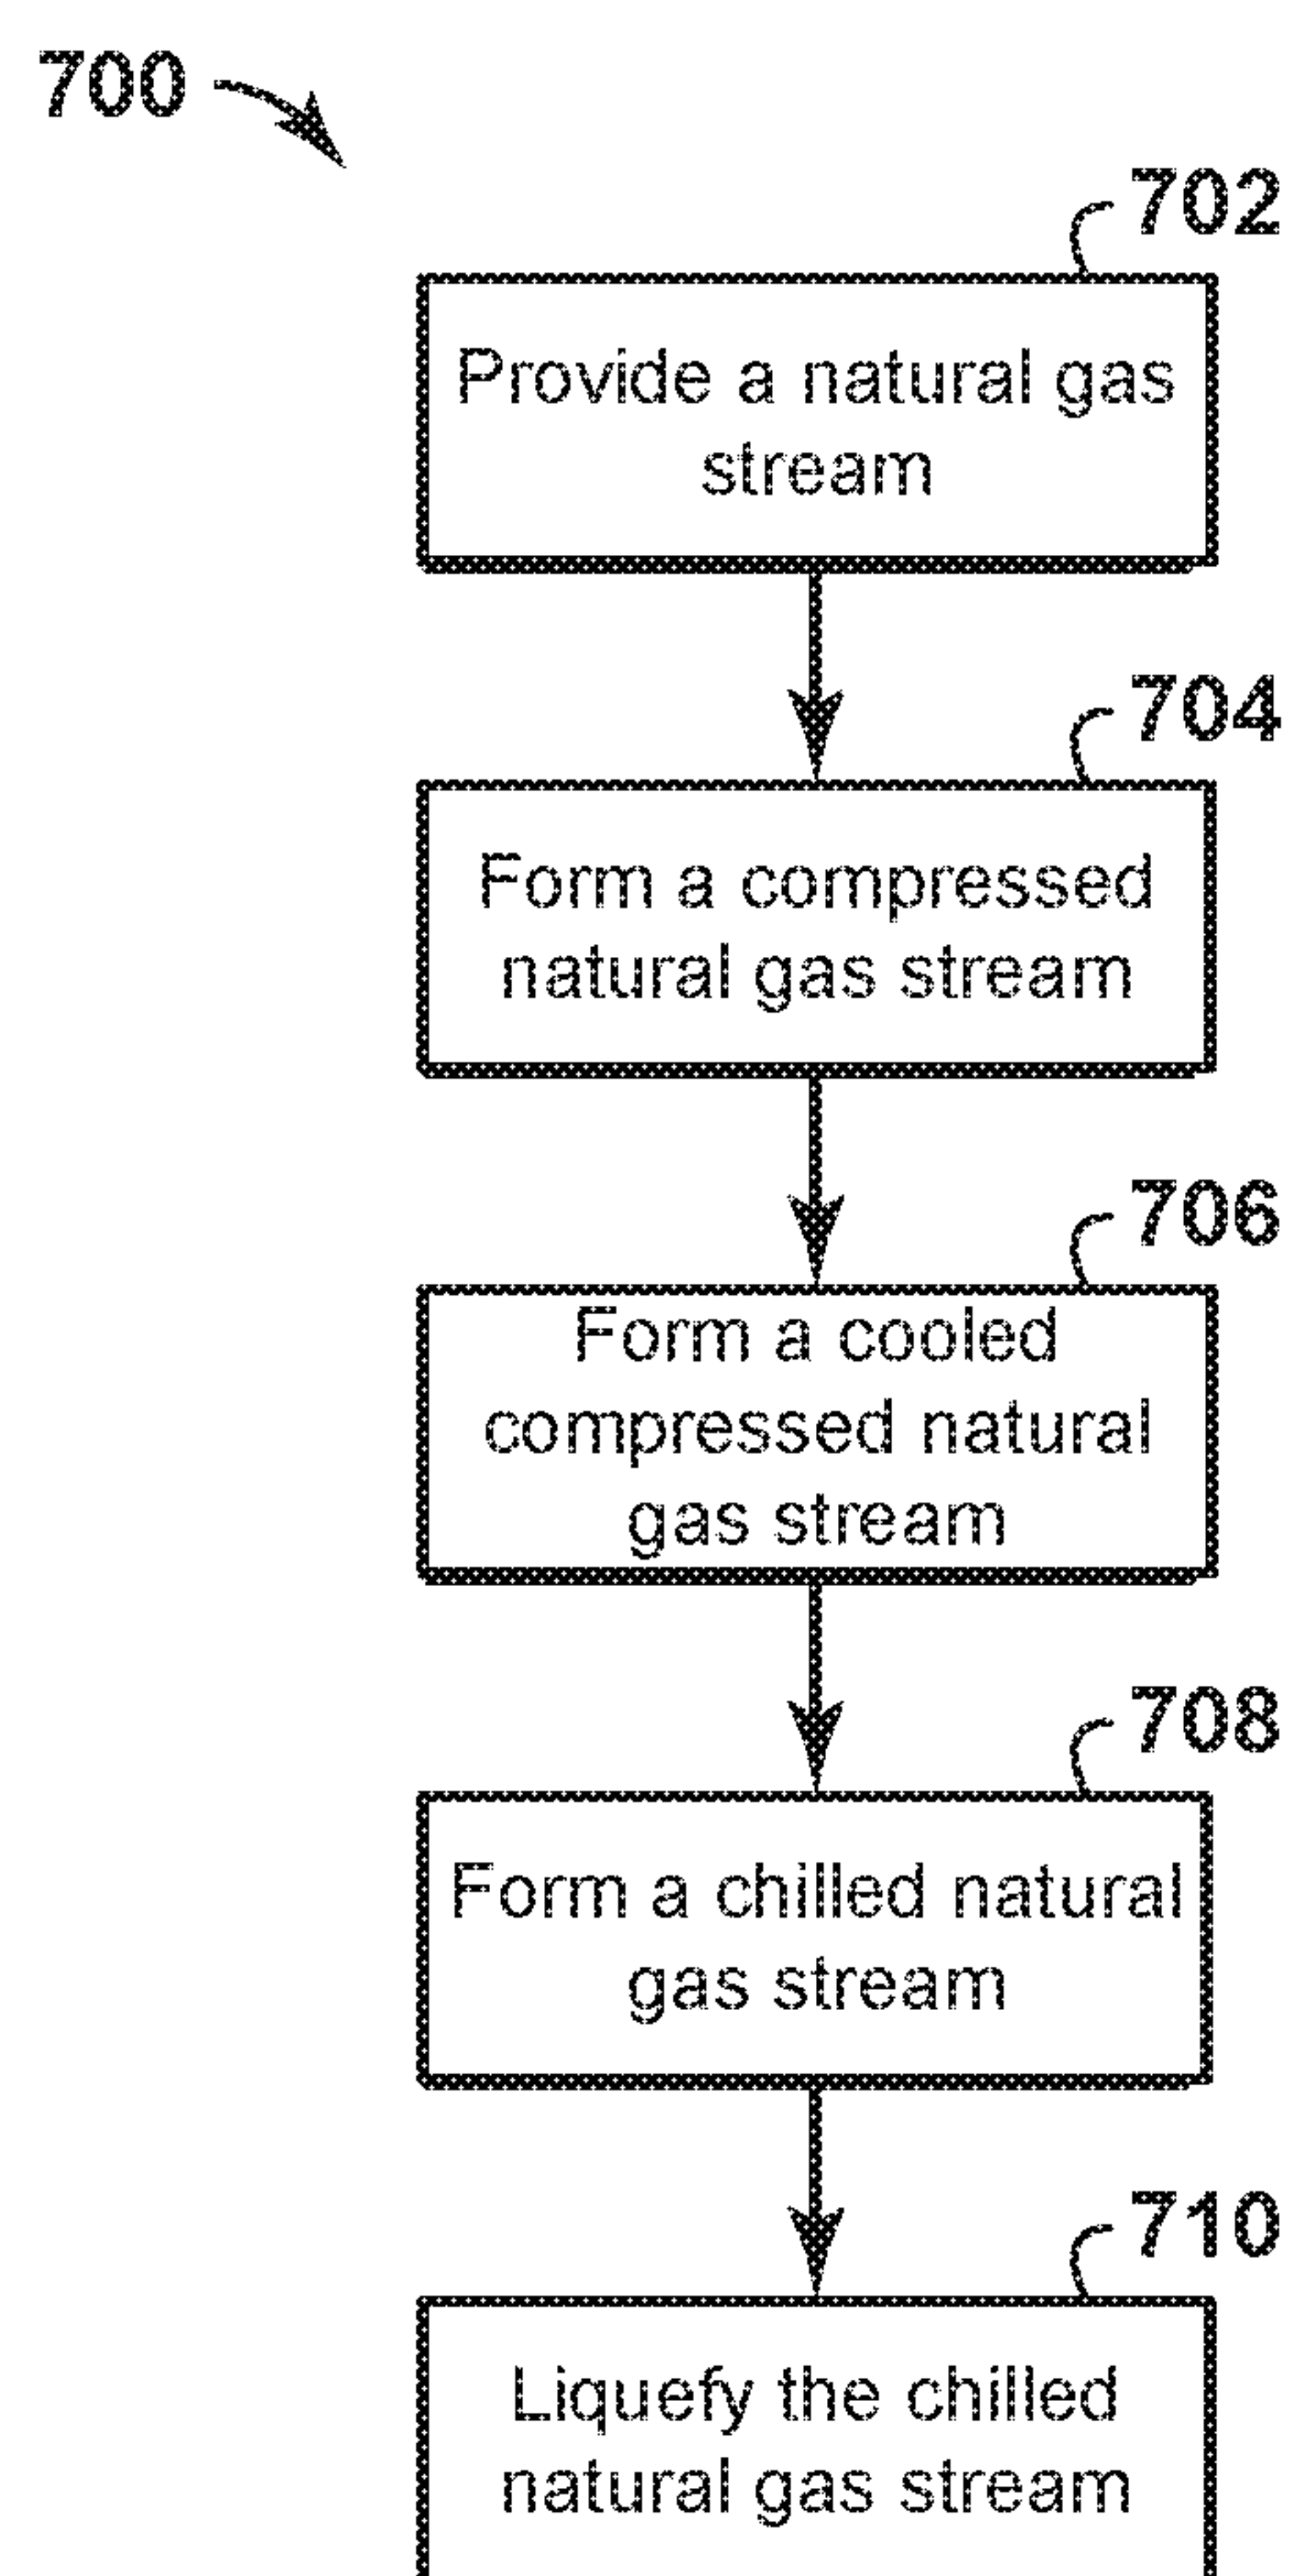 700
702
Provide a natural gas
stream
704
Form a compressed
natural gas stream
706
Form a cooled
compressed natural
gas stream
708
Form a chilled natural
gas stream
710
Liquefy the chilled
natural gas stream